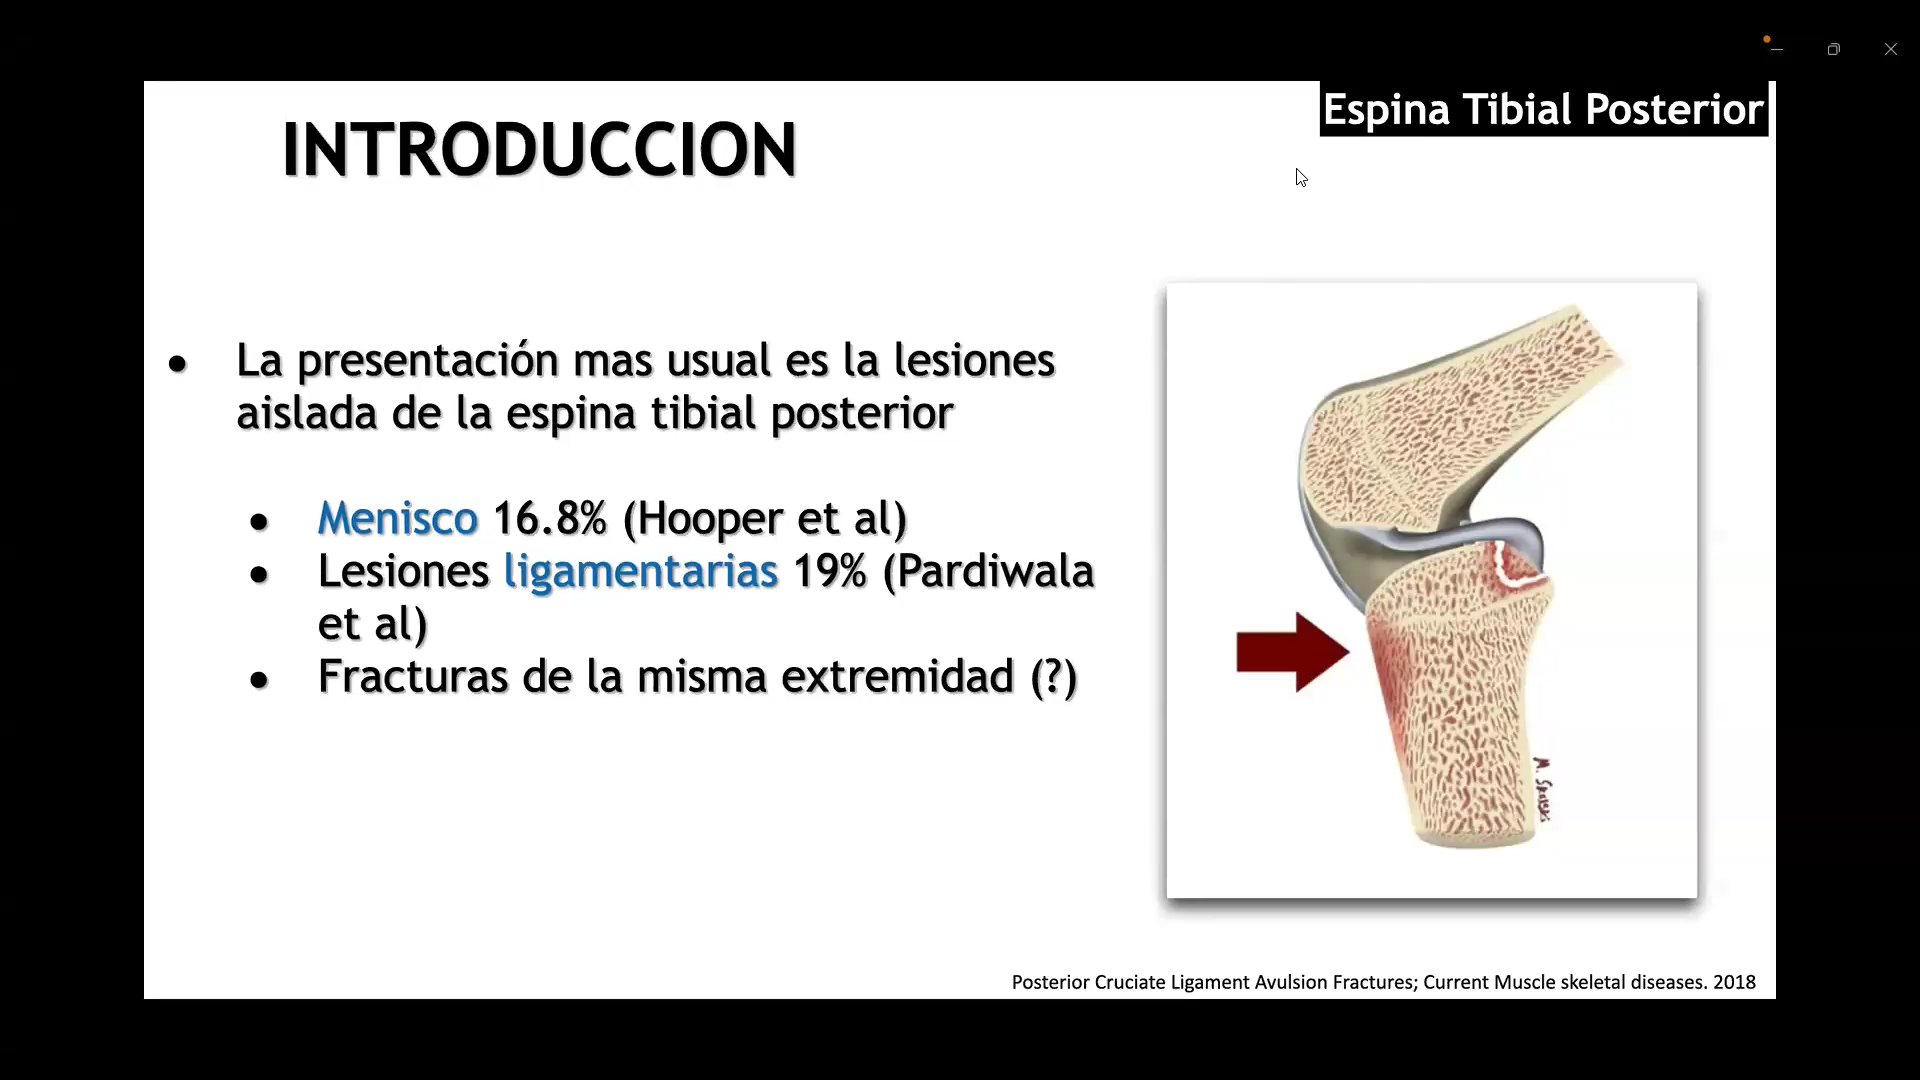 Espina Tibial Posterior
INTRODUCCION
La presentación mas usual es la lesiones
aislada de la espina tibial posterior
Menisco 16.8% (Hooper et al)
Lesiones ligamentarias 19% (Pardiwala
et al)
Fracturas de la misma extremidad (?)
Posterior Cruciate Ligament Avulsion Fractures; Current Muscle skeletal diseases. 2018